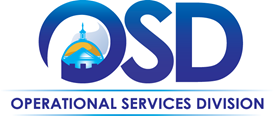 OSD
OPERATIONAL SERVICES DIVISION